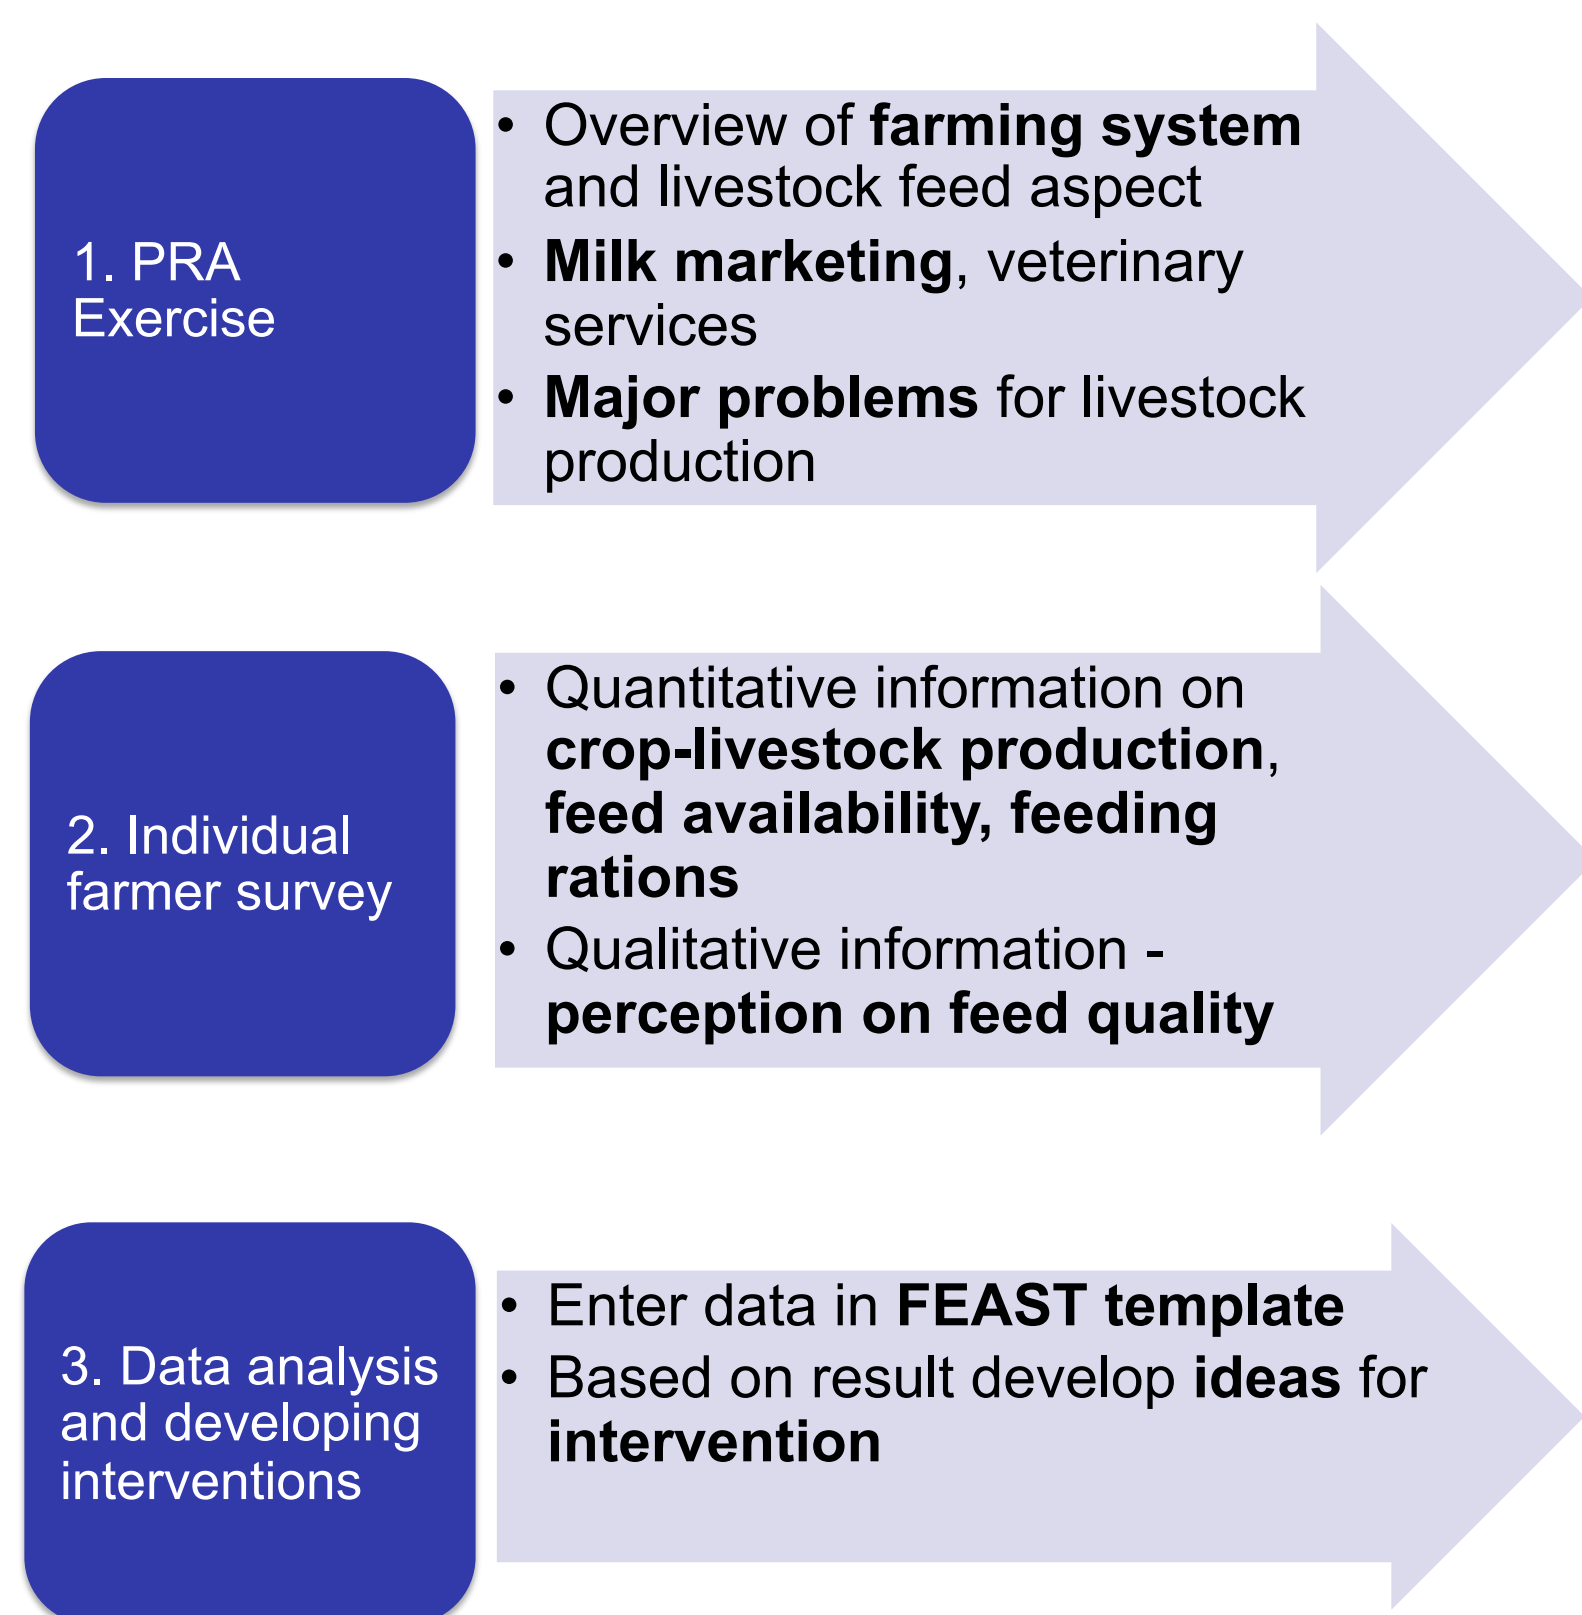 1. PRA
Exercise
• Overview of farming system
and livestock feed aspect
• Milk marketing, veterinary
services
• Major problems for livestock
production
2. Individual
farmer survey
• Quantitative information on
crop-livestock production,
feed availability, feeding
rations
• Qualitative information -
perception on feed quality
3. Data analysis
and developing
interventions
• Enter data in FEAST template
• Based on result develop ideas for
intervention